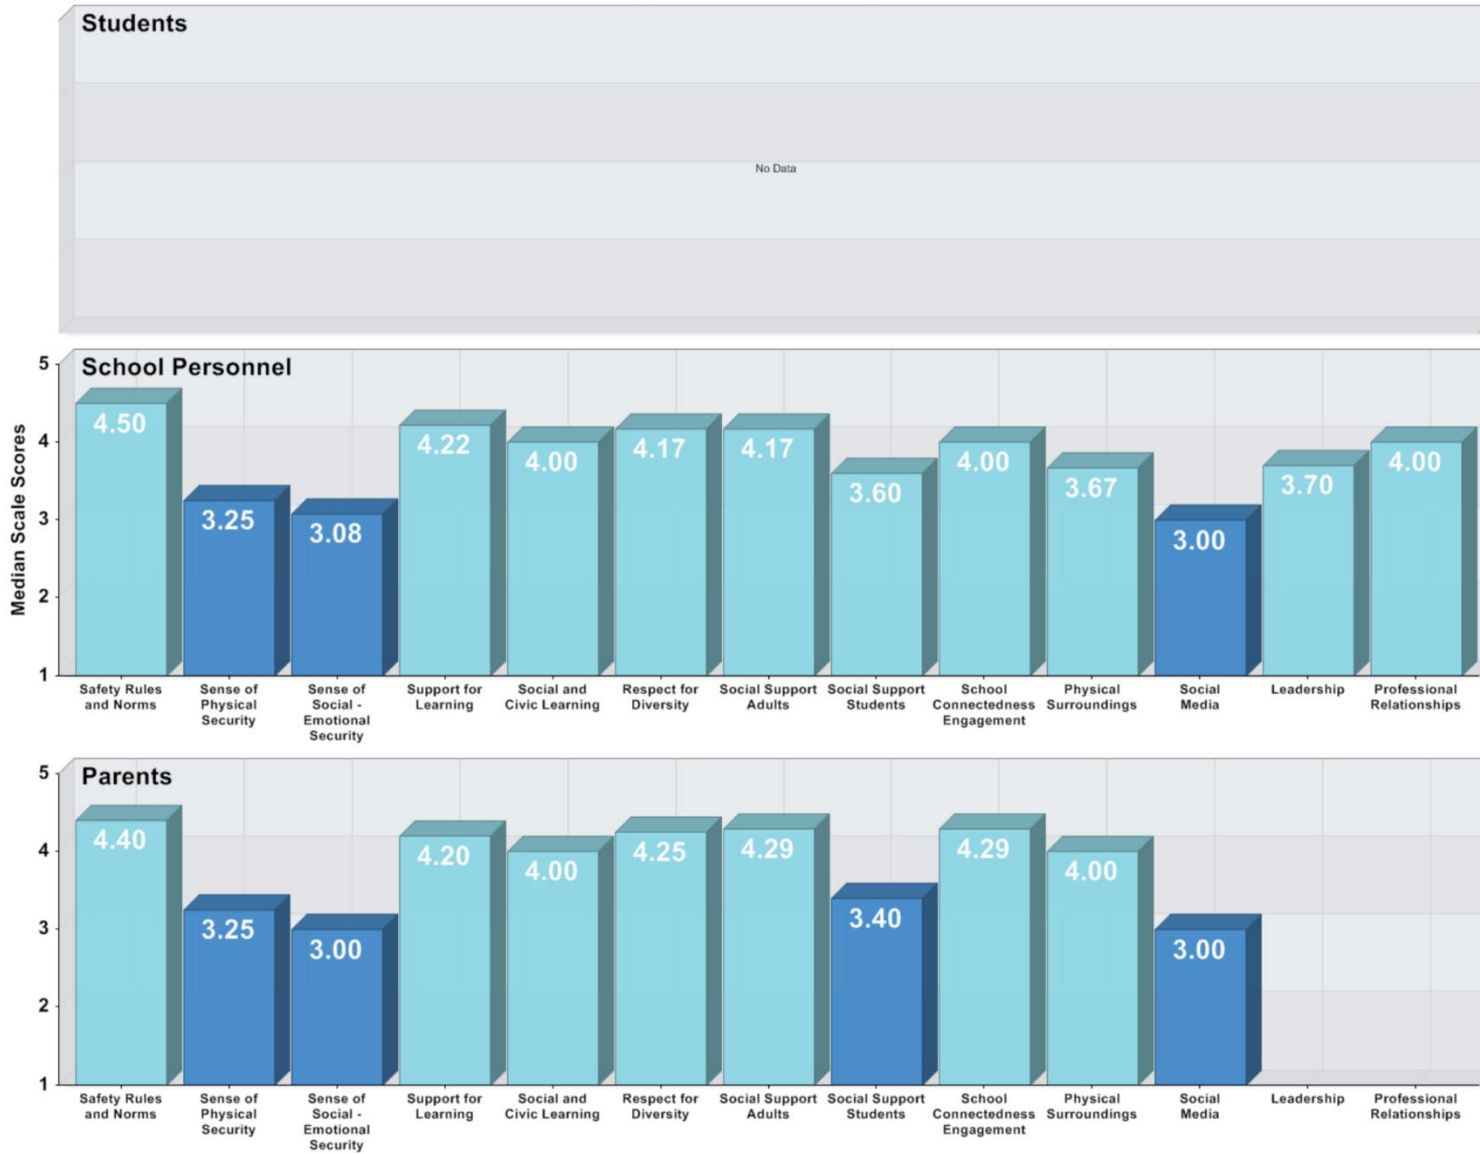 Students
No Data
School Personnel
Median Scale Scores
5
4
3
2
1
4.50
3.25
3.08
4.22
4.00
4.17
4.17
3.60
4.00
3.67
3.00
3.70
4.00
Safety Rules
and Norms
Sense of
Physical
Security
Sense of
Social -
Emotional
Security
Support for
Learning
Social and
Civic Learning
Respect for
Diversity
Social Support
Adults
Social Support
Students
School
Connectedness
Engagement
Physical
Surroundings
Social
Media
Leadership
Professional
Relationships
Parents
5
4
3
2
1
4.40
3.25
3.00
4.20
4.00
4.25
4.29
3.40
4.29
4.00
3.00
Safety Rules
and Norms
Sense of
Physical
Security
Sense of
Social -
Emotional
Security
Support for
Learning
Social and
Civic Learning
Respect for
Diversity
Social Support
Adults
Social Support
Students
School
Connectedness
Engagement
Physical
Surroundings
Social
Media
Leadership
Professional
Relationships